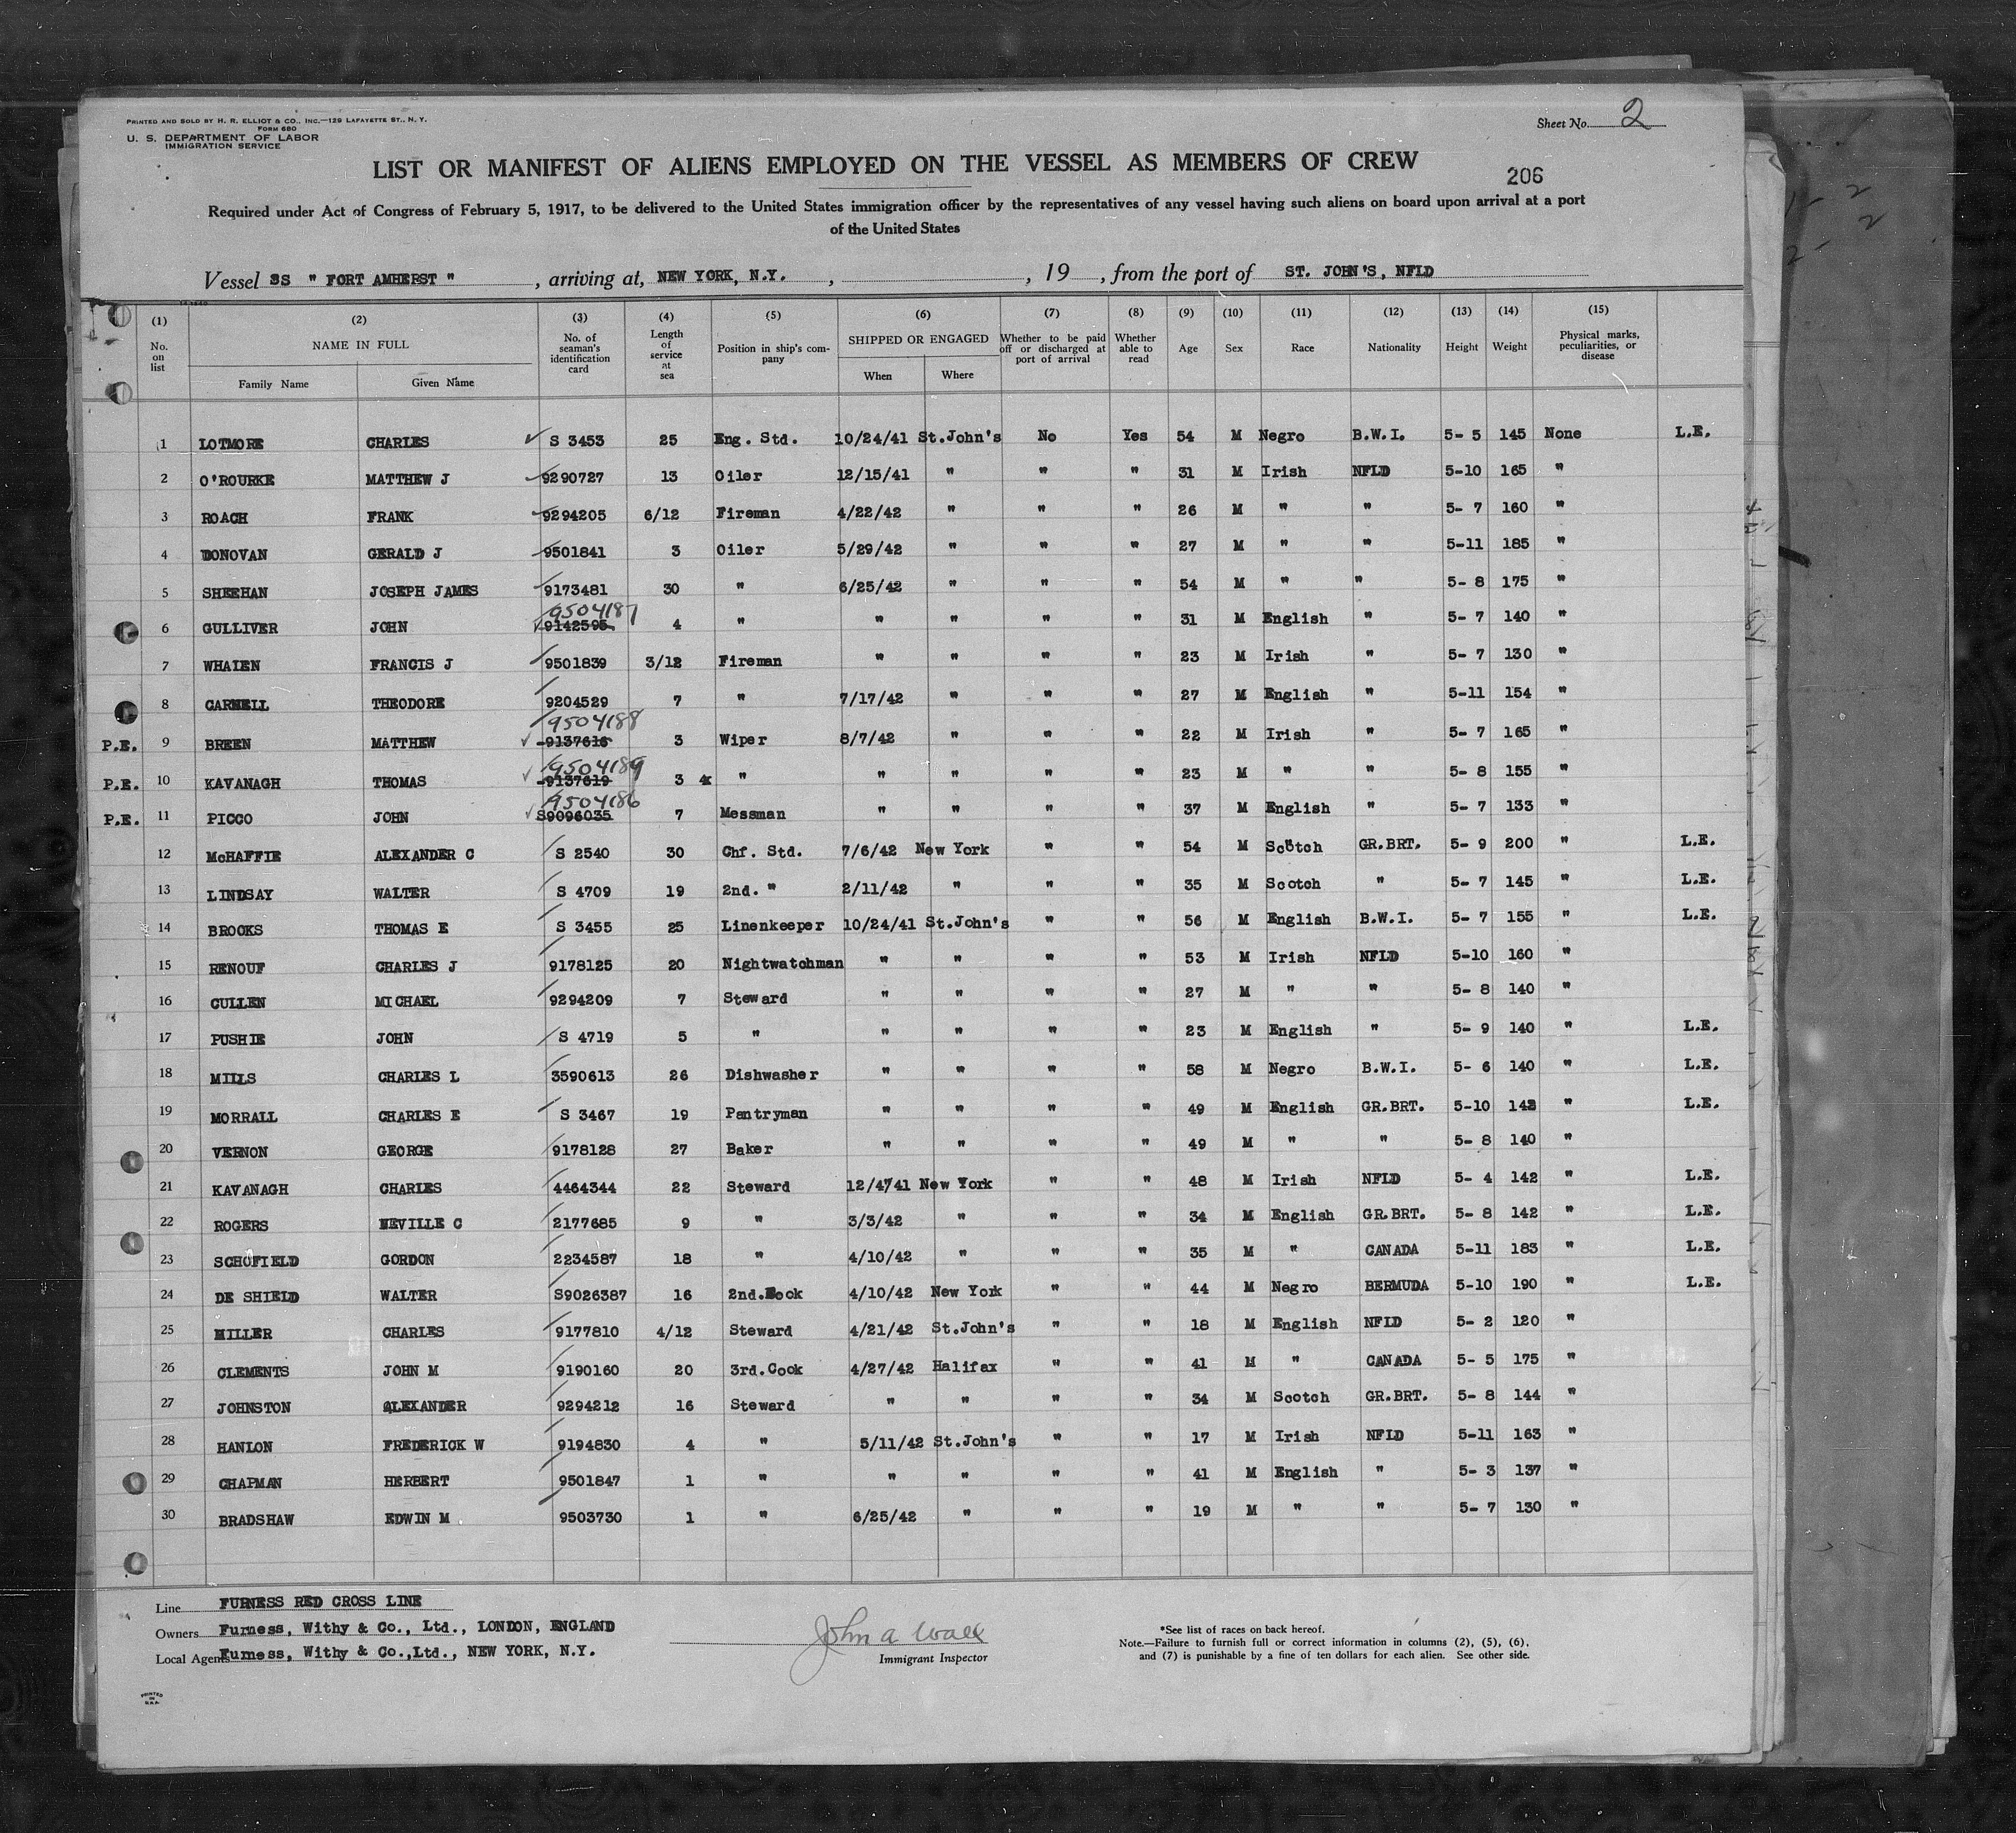 PRINTED AND SOLD BY H. R. ELLIOT & CO., INC.—129 LAFAYETTE ST., N. Y.
FORM 680
U. S. DEPARTMENT OF LABOR
IMMIGRATION SERVICE
Sheet No. 2
LIST OR MANIFEST OF ALIENS EMPLOYED ON THE VESSEL AS MEMBERS OF CREW
206
Required under Act of Congress of February 5, 1917, to be delivered to the United States immigration officer by the representatives of any vessel having such aliens on board upon arrival at a port
of the United States
Vessel SS " FORT AMHERST " , arriving at, NEW YORK, N.Y. , , 19 , from the port of ST. JOHN'S, NFLD
(1) No. on list (2) NAME IN FULL Family Name Given Name (3) No. of seaman's identification card (4) Length of service at sea (5) Position in ship's company (6) SHIPPED OR ENGAGED When Where (7) Whether to be paid off or discharged at port of arrival (8) Whether able to read (9) Age (10) Sex (11) Race (12) Nationality (13) Height (14) Weight (15) Physical marks, peculiarities, or disease
1 LOTMORE CHARLES S 3453 25 Eng. Std. 10/24/41 St.John's No Yes 54 M Negro B.W.I. 5- 5 145 None L.E.
2 O'ROURKE MATTHEW J 9290727 13 Oiler 12/15/41 " " " 31 M Irish NFLD 5-10 165 "
3 ROACH FRANK 9294205 6/12 Fireman 4/22/42 " " " 26 M " " 5- 7 160 "
4 DONOVAN GERALD J 9501841 3 Oiler 5/29/42 " " " 27 M " " 5-11 185 "
5 SHEEHAN JOSEPH JAMES 9173481 30 " 6/25/42 " " " 54 M " " 5- 8 175 "
9504187
6 GULLIVER JOHN 9142595 4 " " " " " 31 M English " 5- 7 140 "
7 WHALEN FRANCIS J 9501839 3/12 Fireman " " " " 23 M Irish " 5- 7 130 "
8 CARNELL THEODORE 9204529 7 " 7/17/42 " " " 27 M English " 5-11 154 "
9504188
P.E. 9 BREEN MATTHEW 9137616 3 Wiper 8/7/42 " " " 22 M Irish " 5- 7 165 "
9504189
P.E. 10 KAVANAGH THOMAS 9137619 3 " " " " " 23 M " " 5- 8 155 "
9504186
P.E. 11 PICCO JOHN S9096035 7 Messman " " " " 37 M English " 5- 7 133 "
12 McHAFFIE ALEXANDER C S 2540 30 Chf. Std. 7/6/42 New York " " 54 M Scotch GR.BRT. 5- 9 200 " L.E.
13 LINDSAY WALTER S 4709 19 2nd. " 2/11/42 " " " 35 M Scotch " 5- 7 145 " L.E.
14 BROOKS THOMAS E S 3455 25 Linenkeeper 10/24/41 St.John's " " 56 M English B.W.I. 5- 7 155 " L.E.
15 RENOUF CHARLES J 9178125 20 Nightwatchman " " " " 53 M Irish NFLD 5-10 160 "
16 CULLEN MICHAEL 9294209 7 Steward " " " " 27 M " " 5- 8 140 "
17 PUSHIE JOHN S 4719 5 " " " " " 23 M English " 5- 9 140 " L.E.
18 MILLS CHARLES L 3590613 26 Dishwasher " " " " 58 M Negro B.W.I. 5- 6 140 " L.E.
19 MORRALL CHARLES E S 3467 19 Pantryman " " " " 49 M English GR.BRT. 5-10 142 " L.E.
20 VERNON GEORGE 9178128 27 Baker " " " " 49 M " " 5- 8 140 "
21 KAVANAGH CHARLES 4464344 22 Steward 12/4/41 New York " " 48 M Irish NFLD 5- 4 142 " L.E.
22 ROGERS NEVILLE C 2177685 9 " 3/3/42 " " " 34 M English GR.BRT. 5- 8 142 " L.E.
23 SCHOFIELD GORDON 2234587 18 " 4/10/42 " " " 35 M " CANADA 5-11 183 " L.E.
24 DE SHIELD WALTER S9026387 16 2nd.Cook 4/10/42 New York " " 44 M Negro BERMUDA 5-10 190 " L.E.
25 MILLER CHARLES 9177810 4/12 Steward 4/21/42 St.John's " " 18 M English NFLD 5- 2 120 "
26 CLEMENTS JOHN M 9190160 20 3rd.Cook 4/27/42 Halifax " " 41 M " CANADA 5- 5 175 "
27 JOHNSTON ALEXANDER 9294212 16 Steward " " " " 34 M Scotch GR.BRT. 5- 8 144 "
28 HANLON FREDERICK W 9194830 4 " 5/11/42 St.John's " " 17 M Irish NFLD 5-11 163 "
29 CHAPMAN HERBERT 9501847 1 " " " " " 41 M English " 5- 3 137 "
30 BRADSHAW EDWIN M 9503730 1 " 6/25/42 " " " 19 M " " 5- 7 130 "
Line FURNESS RED CROSS LINE
Owners Furness, Withy & Co., Ltd., LONDON, ENGLAND
Local Agents Furness, Withy & Co.,Ltd., NEW YORK, N.Y.
John A Wall
Immigrant Inspector
*See list of races on back hereof.
Note.—Failure to furnish full or correct information in columns (2), (5), (6),
and (7) is punishable by a fine of ten dollars for each alien. See other side.
PRINTED
IN
U.S.A.